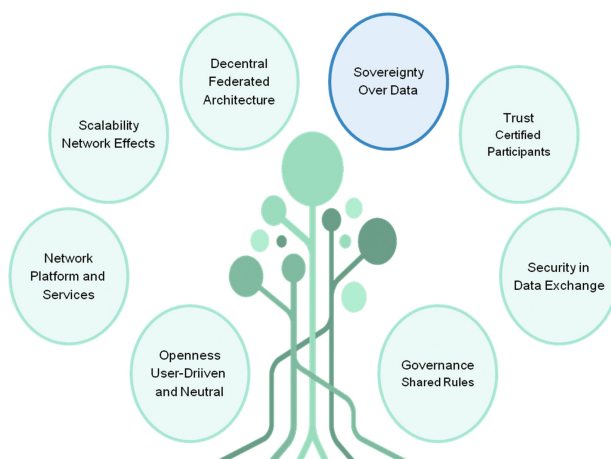 Decentral
Federated
Architecture
Sovereignty
Over Data
Scalability
Network Effects
Trust
Certified
Participants
Network
Platform and
Services
Security in
Data Exchange
Openness
User-Driiven
and Neutral
Governance
Shared Rules